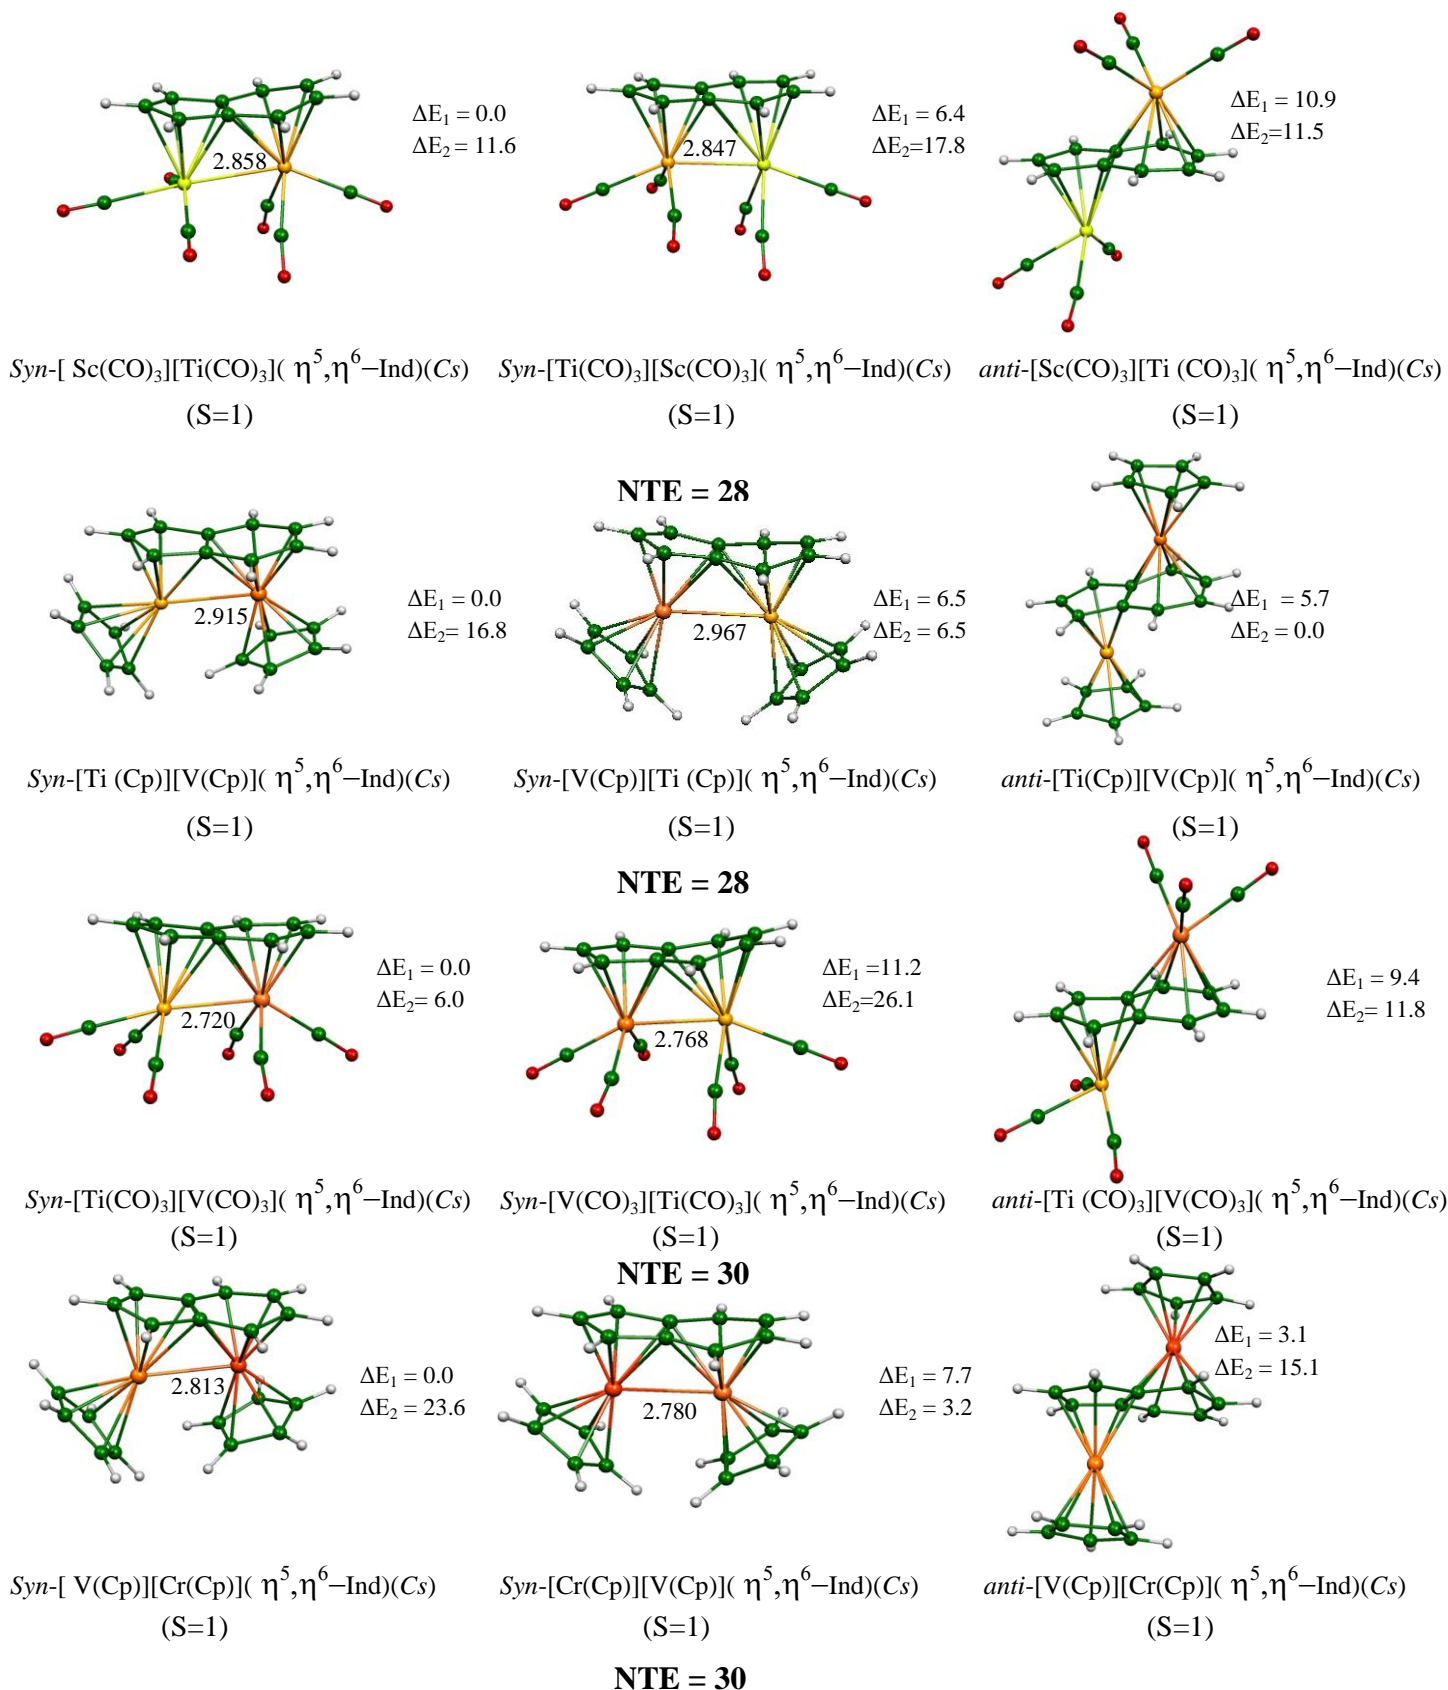 ΔE₁ = 0.0
ΔE₂ = 11.6
2.858
ΔE₁ = 6.4
ΔE₂=17.8
2.847
ΔE₁ = 10.9
ΔE₂=11.5
Syn-[ Sc(CO)₃][Ti(CO)₃]( η⁵,η⁶–Ind)(Cs)
(S=1)
Syn-[Ti(CO)₃][Sc(CO)₃]( η⁵,η⁶–Ind)(Cs)
(S=1)
anti-[Sc(CO)₃][Ti (CO)₃]( η⁵,η⁶–Ind)(Cs)
(S=1)
NTE = 28
2.915
ΔE₁ = 0.0
ΔE₂= 16.8
2.967
ΔE₁ = 6.5
ΔE₂= 6.5
ΔE₁ = 5.7
ΔE₂ = 0.0
Syn-[Ti (Cp)][V(Cp)]( η⁵,η⁶–Ind)(Cs)
(S=1)
Syn-[V(Cp)][Ti (Cp)]( η⁵,η⁶–Ind)(Cs)
(S=1)
anti-[Ti(Cp)][V(Cp)]( η⁵,η⁶–Ind)(Cs)
(S=1)
NTE = 28
2.720
ΔE₁ = 0.0
ΔE₂= 6.0
2.768
ΔE₁ =11.2
ΔE₂=26.1
ΔE₁ = 9.4
ΔE₂= 11.8
Syn-[Ti(CO)₃][V(CO)₃]( η⁵,η⁶–Ind)(Cs)
(S=1)
Syn-[V(CO)₃][Ti(CO)₃]( η⁵,η⁶–Ind)(Cs)
(S=1)
anti-[Ti (CO)₃][V(CO)₃]( η⁵,η⁶–Ind)(Cs)
(S=1)
NTE = 30
2.813
ΔE₁ = 0.0
ΔE₂ = 23.6
2.780
ΔE₁ = 7.7
ΔE₂ = 3.2
ΔE₁ = 3.1
ΔE₂ = 15.1
Syn-[ V(Cp)][Cr(Cp)]( η⁵,η⁶–Ind)(Cs)
(S=1)
Syn-[Cr(Cp)][V(Cp)]( η⁵,η⁶–Ind)(Cs)
(S=1)
anti-[V(Cp)][Cr(Cp)]( η⁵,η⁶–Ind)(Cs)
(S=1)
NTE = 30